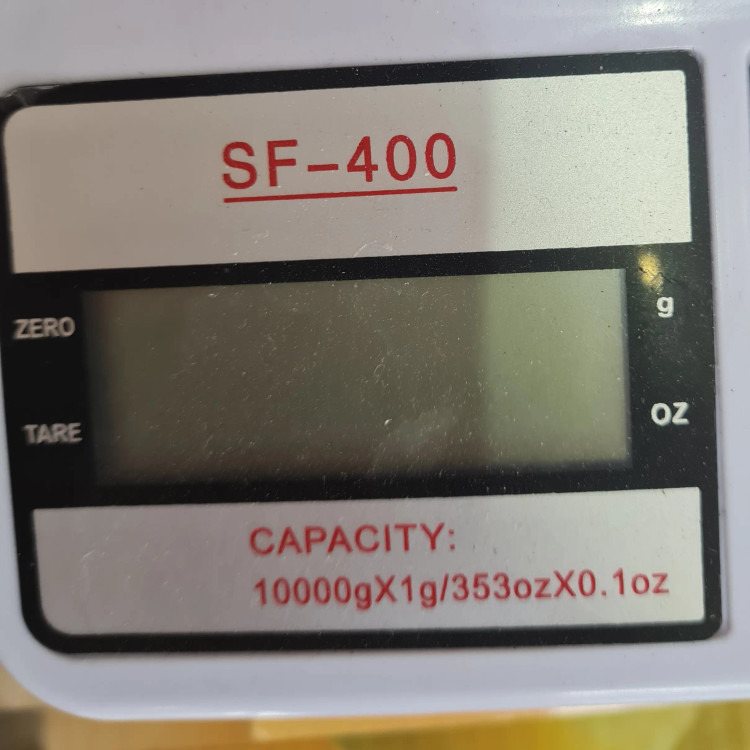 SF-400
ZERO
g
TARE
OZ
CAPACITY:
10000gX1g/353ozX0.1oz